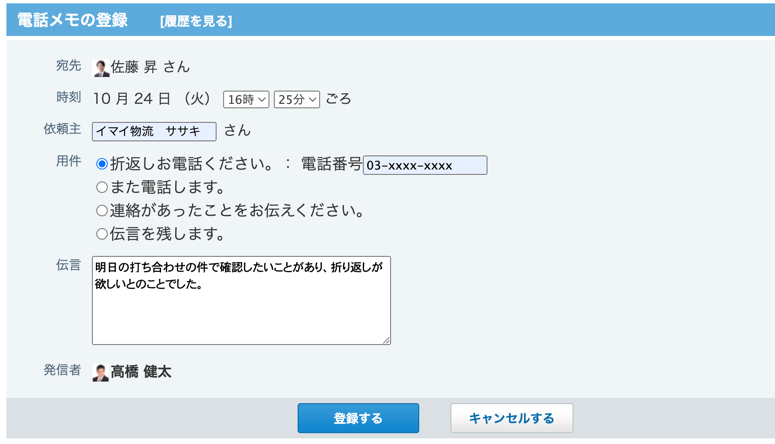 電話メモの登録 [履歴を見る]
宛先 佐藤 昇 さん
時刻 10 月 24 日 （火） 16時 25分 ごろ
依頼主 イマイ物流　ササキ さん
用件 折返しお電話ください。： 電話番号 03-xxxx-xxxx
また電話します。
連絡があったことをお伝えください。
伝言を残します。
伝言 明日の打ち合わせの件で確認したいことがあり、折り返しが
欲しいとのことでした。
発信者 高橋 健太
登録する キャンセルする